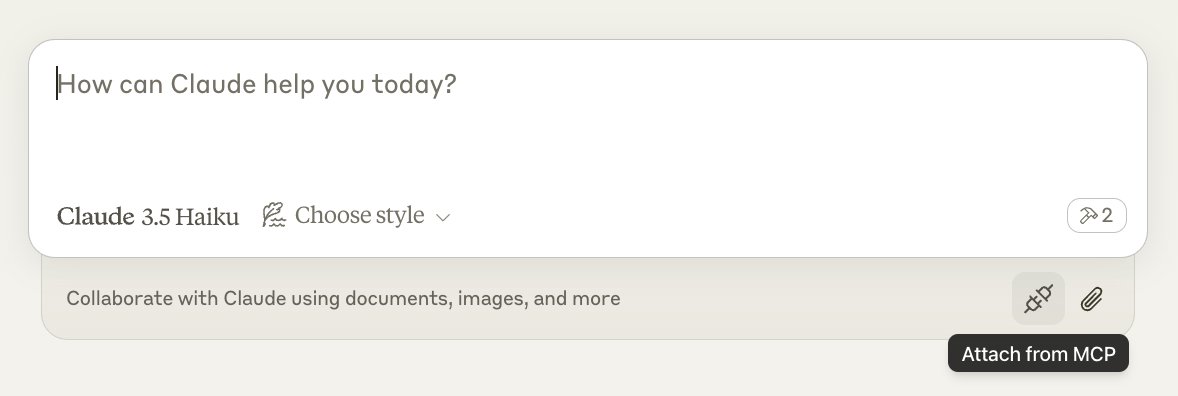 How can Claude help you today?
Claude 3.5 Haiku Choose style 2
Collaborate with Claude using documents, images, and more
Attach from MCP